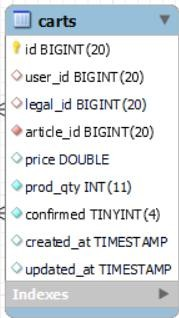 carts
id BIGINT(20)
user_id BIGINT(20)
legal_id BIGINT(20)
article_id BIGINT(20)
price DOUBLE
prod_qty INT(11)
confirmed TINYINT(4)
created_at TIMESTAMP
updated_at TIMESTAMP
Indexes